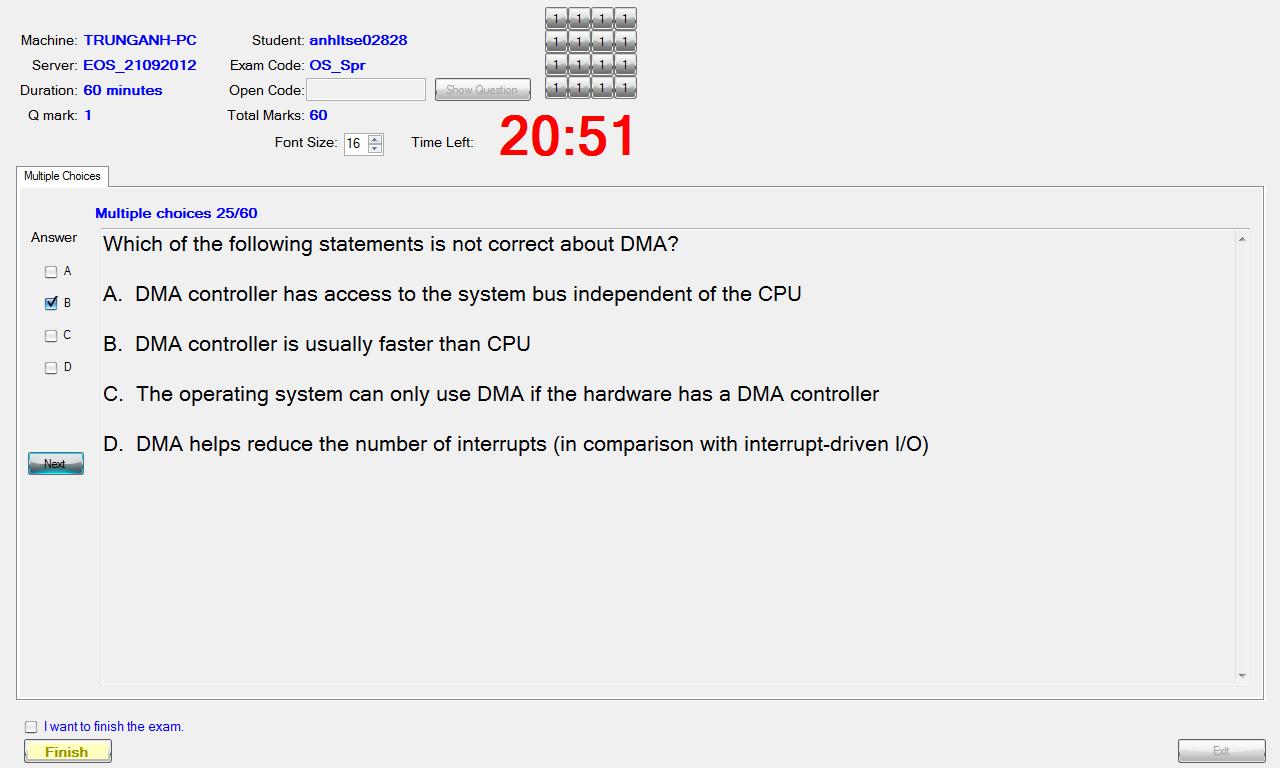 Machine: TRUNGANH-PC Student: anhltse02828
Server: EOS_21092012 Exam Code: OS_Spr
Duration: 60 minutes Open Code: Show Question
Q mark: 1 Total Marks: 60
1 1 1 1
1 1 1 1
1 1 1 1
1 1 1 1
Font Size: 16 Time Left: 20:51
Multiple Choices
Multiple choices 25/60
Answer
A
B
C
D
Next
Which of the following statements is not correct about DMA?
A. DMA controller has access to the system bus independent of the CPU
B. DMA controller is usually faster than CPU
C. The operating system can only use DMA if the hardware has a DMA controller
D. DMA helps reduce the number of interrupts (in comparison with interrupt-driven I/O)
I want to finish the exam.
Finish
Exit